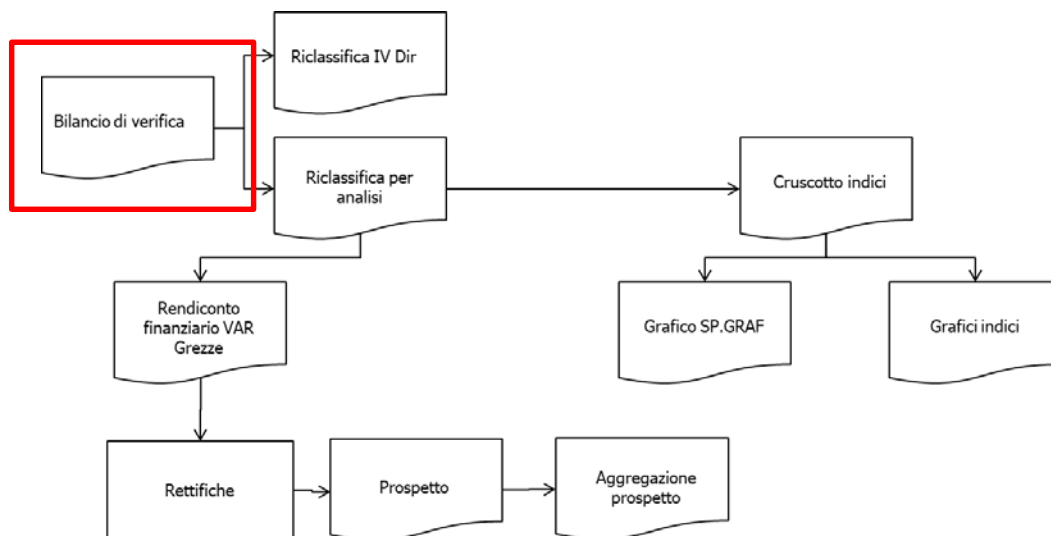 Riclassifica IV Dir
Bilancio di verifica
Riclassifica per
analisi
Cruscotto indici
Rendiconto
finanziario VAR
Grezze
Grafico SP.GRAF
Grafici indici
Rettifiche
Prospetto
Aggregazione
prospetto